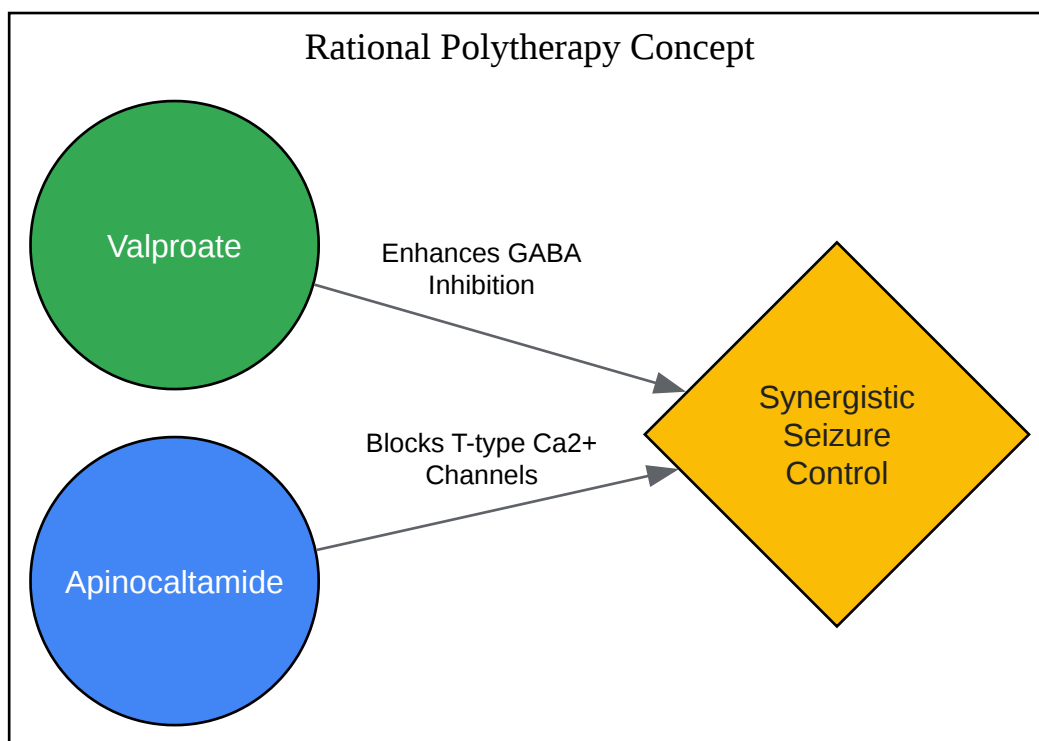 Rational Polytherapy Concept
Valproate
Enhances GABA
Inhibition
Synergistic
Seizure
Control
Blocks T-type Ca2+
Channels
Apinocaltamide